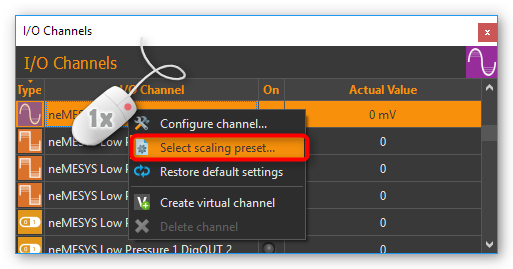 I/O Channels
x
I/O Channels
Type I/O Channel On Actual Value
neMESYS 0 mV
1x
Configure channel...
neMESYS Low P 0
Select scaling preset...
neMESYS Low P 0
Restore default settings
neMESYS Low P 0
Create virtual channel
neMESYS Low P 0
Delete channel
0 1 neMESYS Low Pressure 1 DigOUT 2 0